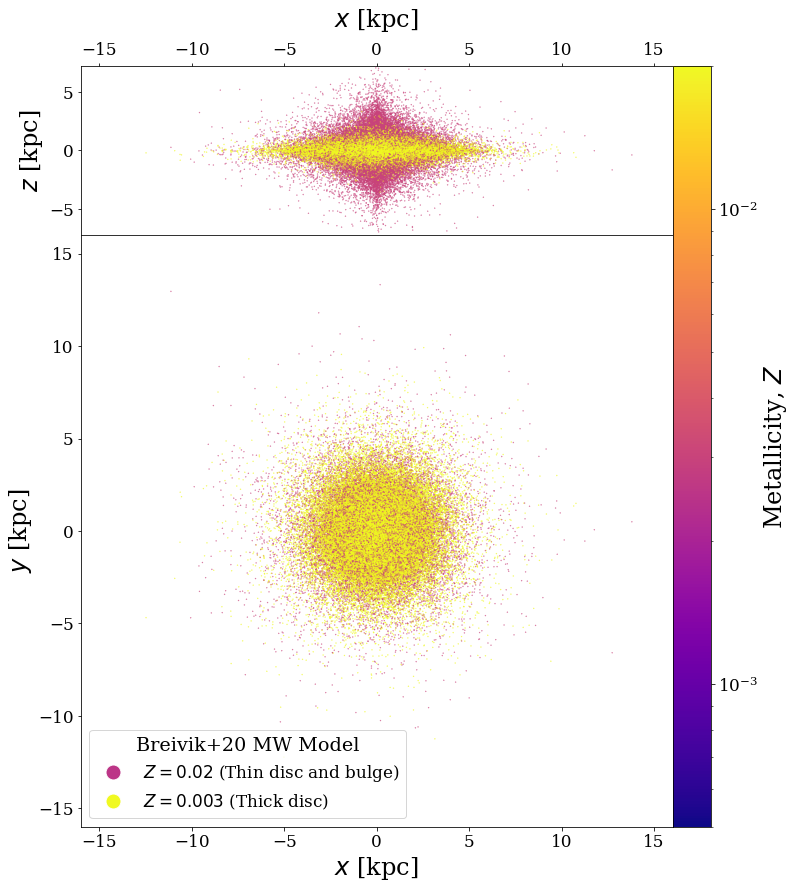 x [kpc]
−15 −10 −5 0 5 10 15
5
0
−5
z [kpc]
15
10
5
0
−5
−10
−15
y [kpc]
Breivik+20 MW Model
Z = 0.02 (Thin disc and bulge)
Z = 0.003 (Thick disc)
−15 −10 −5 0 5 10 15
x [kpc]
10⁻²
10⁻³
Metallicity, Z